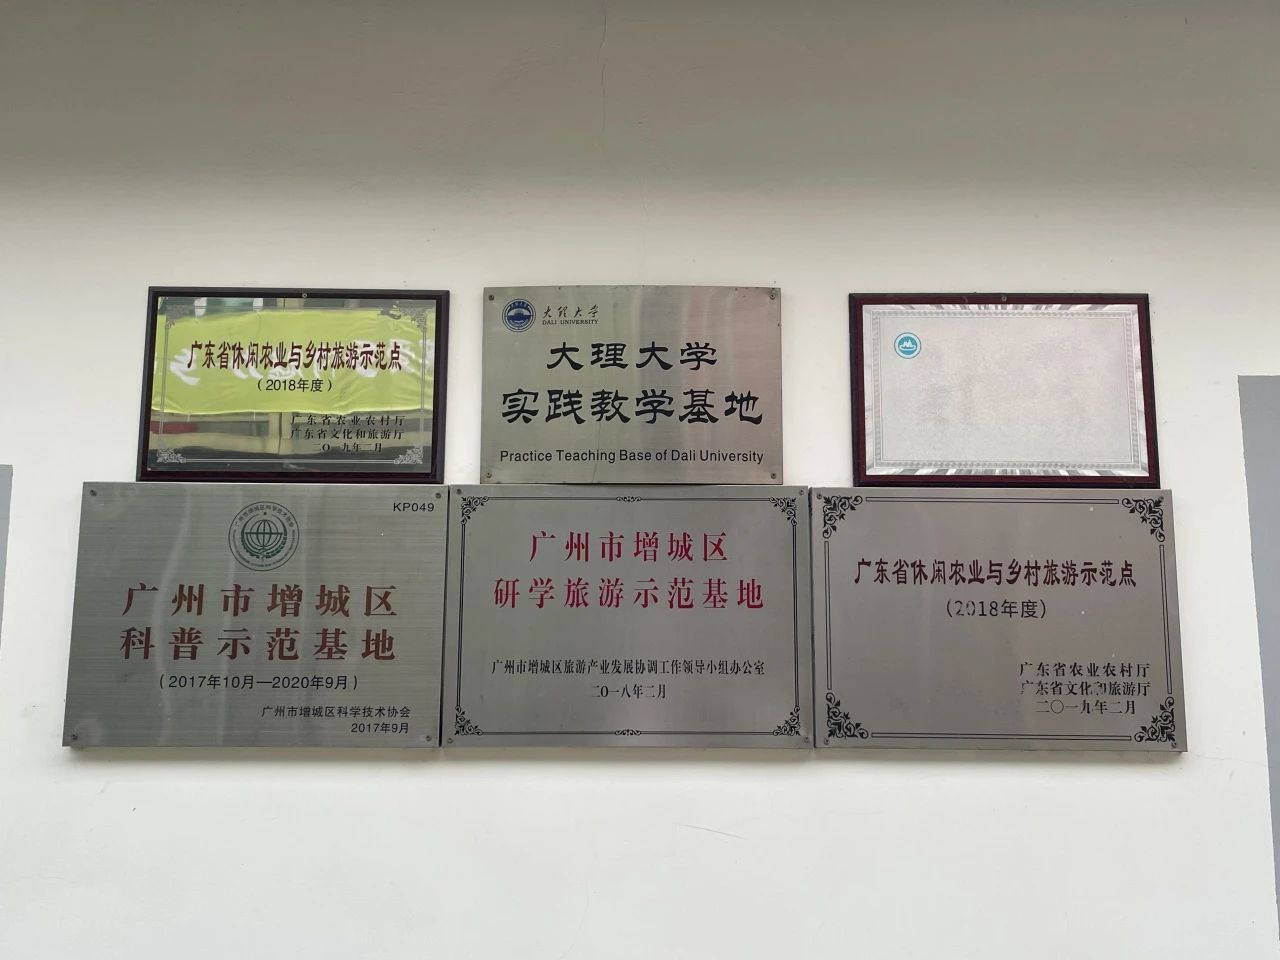 广东省休闲农业与乡村旅游示范点
（2018年度）
广东省农业农村厅
广东省文化和旅游厅
二〇一九年二月
大理大学
DALI UNIVERSITY
大理大学
实践教学基地
Practice Teaching Base of Dali University
KP049
广州市增城区
科普示范基地
（2017年10月—2020年9月）
广州市增城区科学技术协会
2017年9月
广州市增城区
研学旅游示范基地
广州市增城区旅游产业发展协调工作领导小组办公室
二〇一八年二月
广东省休闲农业与乡村旅游示范点
（2018年度）
广东省农业农村厅
广东省文化和旅游厅
二〇一九年二月